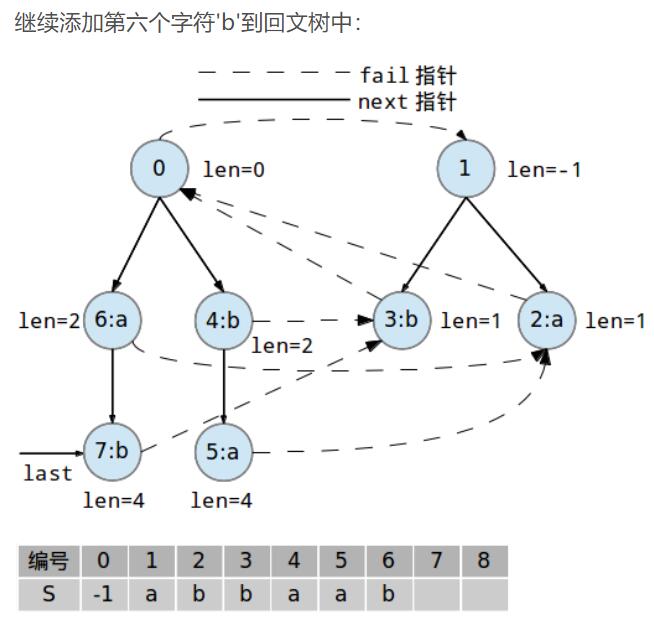 继续添加第六个字符'b'到回文树中：
fail 指针
next 指针
0 len=0 1 len=-1
len=2 6:a 4:b 3:b len=1 2:a len=1
len=2
7:b 5:a
last
len=4 len=4
编号 0 1 2 3 4 5 6 7 8
S -1 a b b a a b